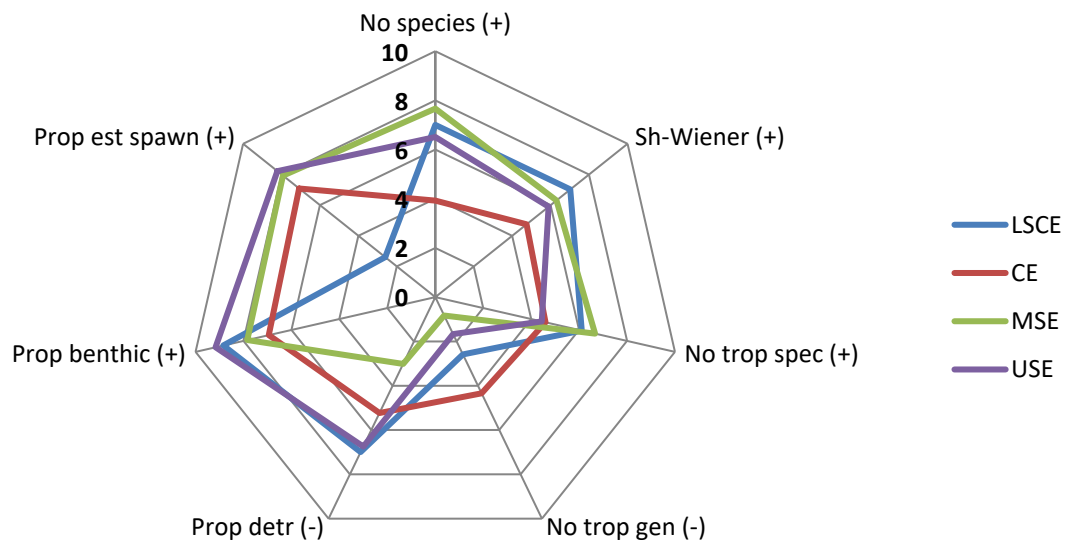 No species (+)
10
8
6
4
2
0
Sh-Wiener (+)
No trop spec (+)
No trop gen (-)
Prop detr (-)
Prop benthic (+)
Prop est spawn (+)
LSCE
CE
MSE
USE